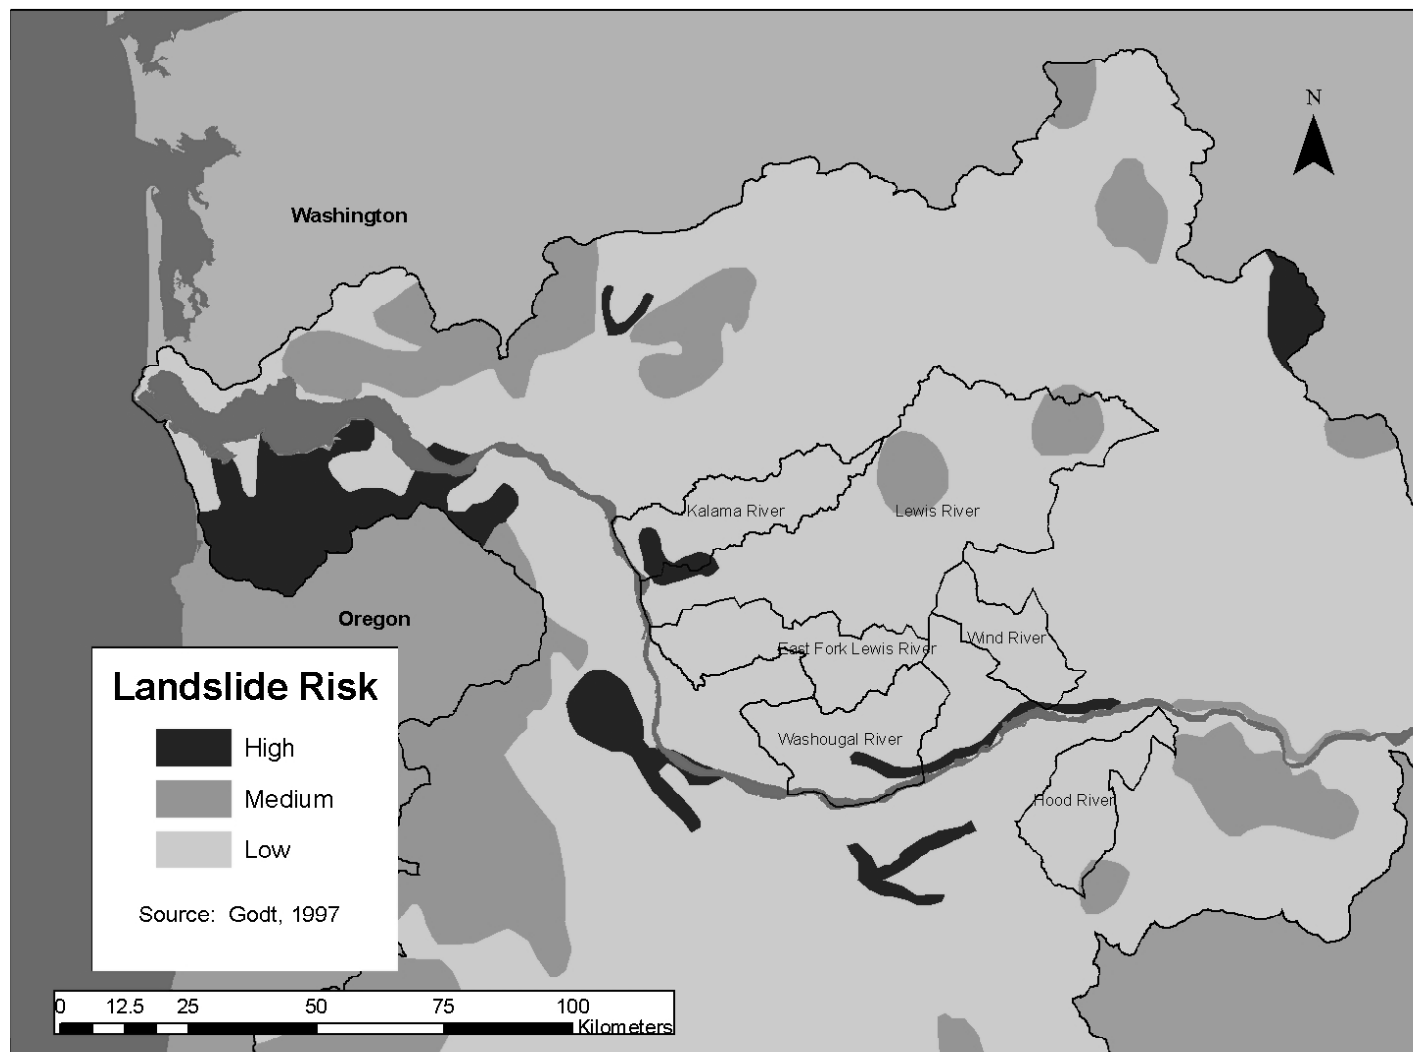 N
Washington
Kalama River
Lewis River
Oregon
Wind River
East Fork Lewis River
Washougal River
Hood River
Landslide Risk
High
Medium
Low
Source: Godt, 1997
0 12.5 25 50 75 100
Kilometers